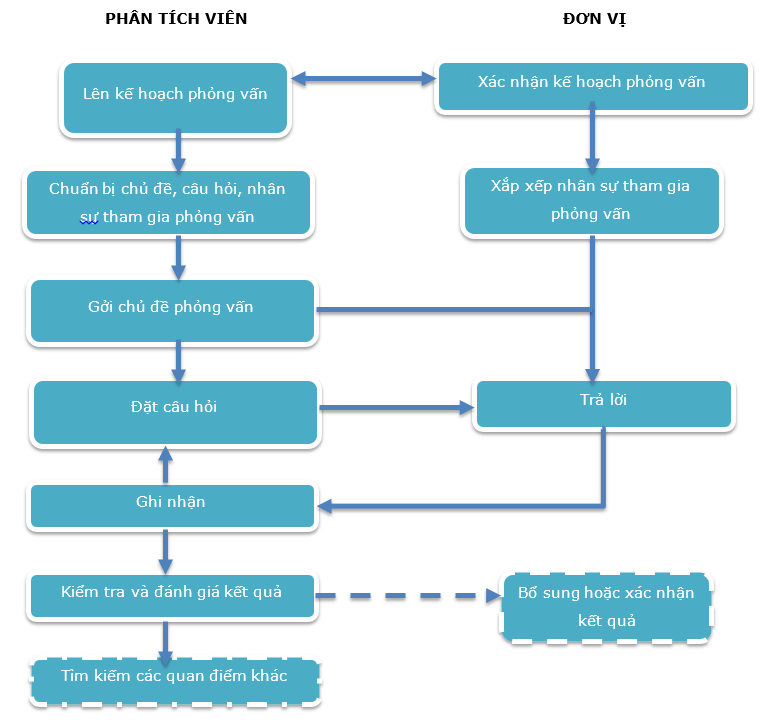 PHÂN TÍCH VIÊN
ĐƠN VỊ
Lên kế hoạch phỏng vấn
Xác nhận kế hoạch phỏng vấn
Chuẩn bị chủ đề, câu hỏi, nhân
sự tham gia phỏng vấn
Xắp xếp nhân sự tham gia
phỏng vấn
Gởi chủ đề phỏng vấn
Đặt câu hỏi
Trả lời
Ghi nhận
Kiểm tra và đánh giá kết quả
Bổ sung hoặc xác nhận
kết quả
Tìm kiếm các quan điểm khác